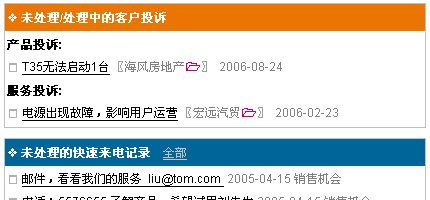 ❖ 未处理/处理中的客户投诉
产品投诉:
T35无法启动1台 〖海风房地产〗 2006-08-24
服务投诉:
电源出现故障，影响用户运营 〖宏远汽贸〗 2006-02-23
❖ 未处理的快速来电记录 全部
邮件，看看我们的服务 liu@tom.com 2005-04-15 销售机会